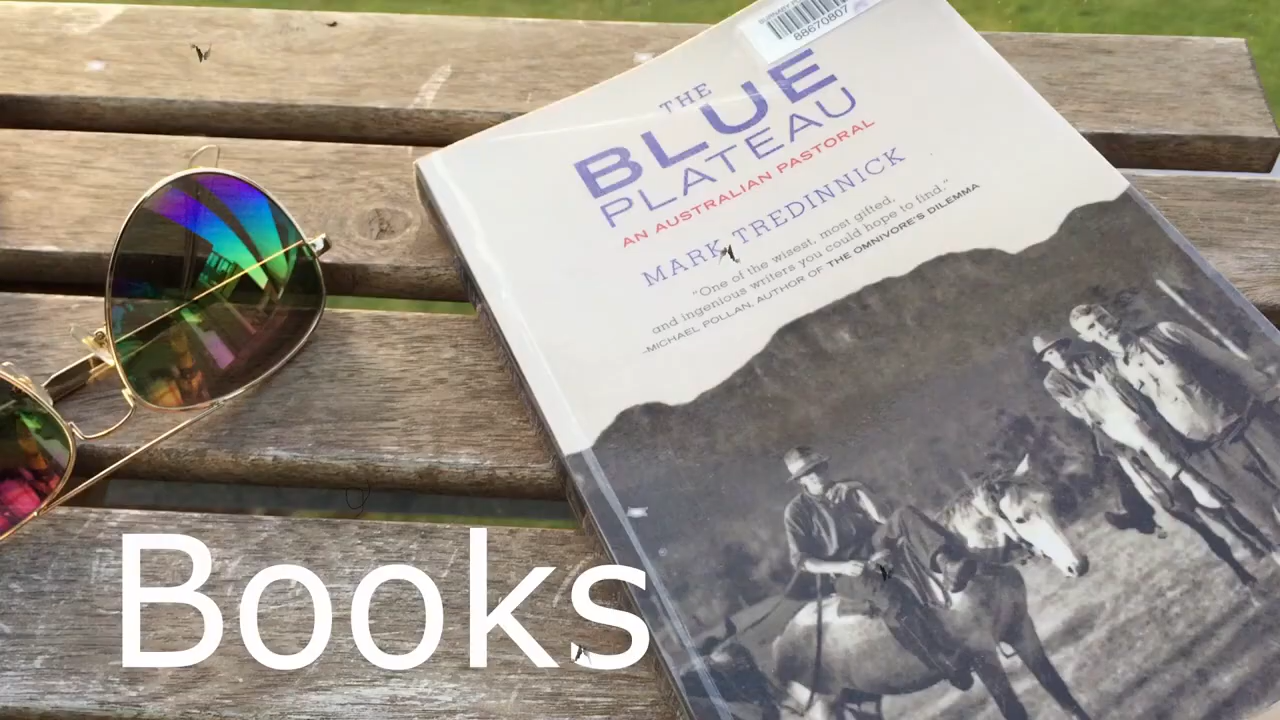 88670807
THE
BLUE
PLATEAU
AN AUSTRALIAN PASTORAL
MARK TREDINNICK
"One of the wisest, most gifted,
and ingenious writers you could hope to find."
–MICHAEL POLLAN, AUTHOR OF THE OMNIVORE'S DILEMMA
Books